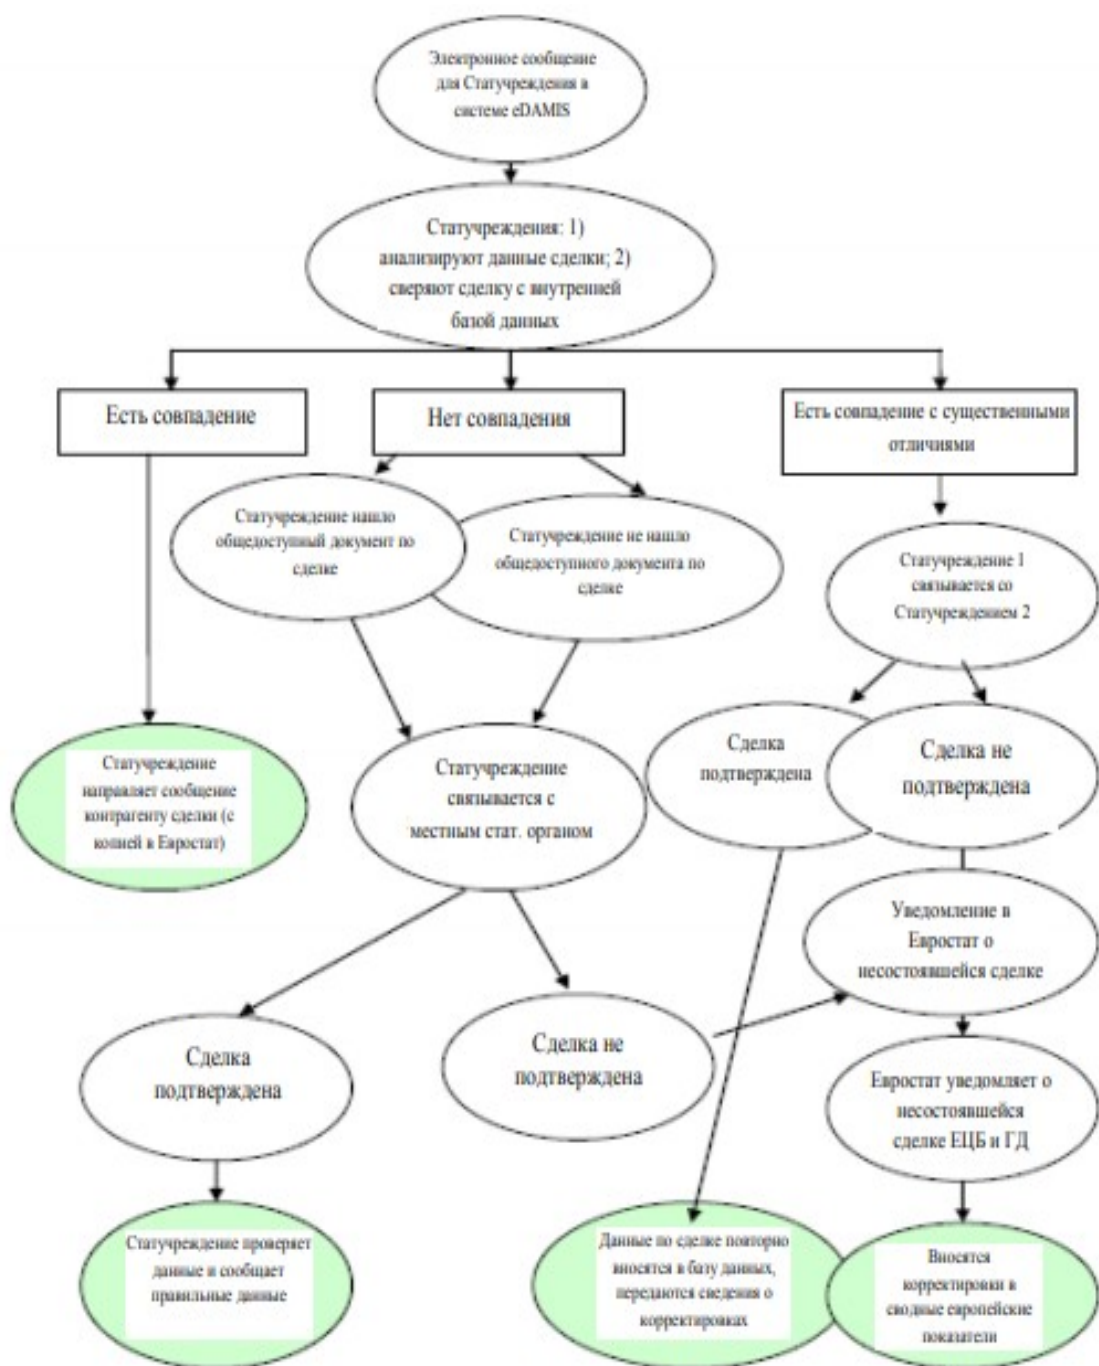 Электронное сообщение
для Статучреждения в
системе eDAMIS
Статучреждения: 1)
анализируют данные сделки; 2)
сверяют сделку с внутренней
базой данных
Есть совпадение
Нет совпадения
Есть совпадение с существенными
отличиями
Статучреждение нашло
общедоступный документ по
сделке
Статучреждение не нашло
общедоступного документа по
сделке
Статучреждение 1
связывается со
Статучреждением 2
Статучреждение
направляет сообщение
контрагенту сделки (с
копией в Евростат)
Статучреждение
связывается с
местным стат. органом
Сделка
подтверждена
Сделка не
подтверждена
Уведомление в
Евростат о
несостоявшейся сделке
Сделка
подтверждена
Сделка не
подтверждена
Евростат уведомляет о
несостоявшейся
сделке ЕЦБ и ГД
Статучреждение проверяет
данные и сообщает
правильные данные
Данные по сделке повторно
вносятся в базу данных,
передаются сведения о
корректировках
Вносятся
корректировки в
сводные европейские
показатели